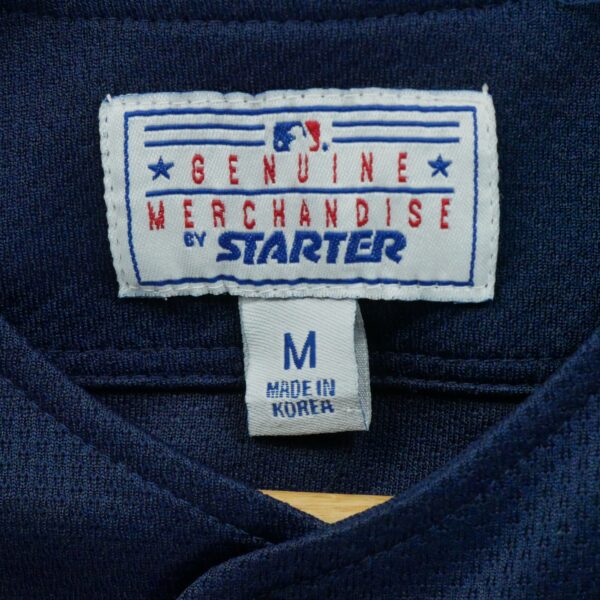 GENUINE
MERCHANDISE
BY STARTER
M
MADE IN
KOREA